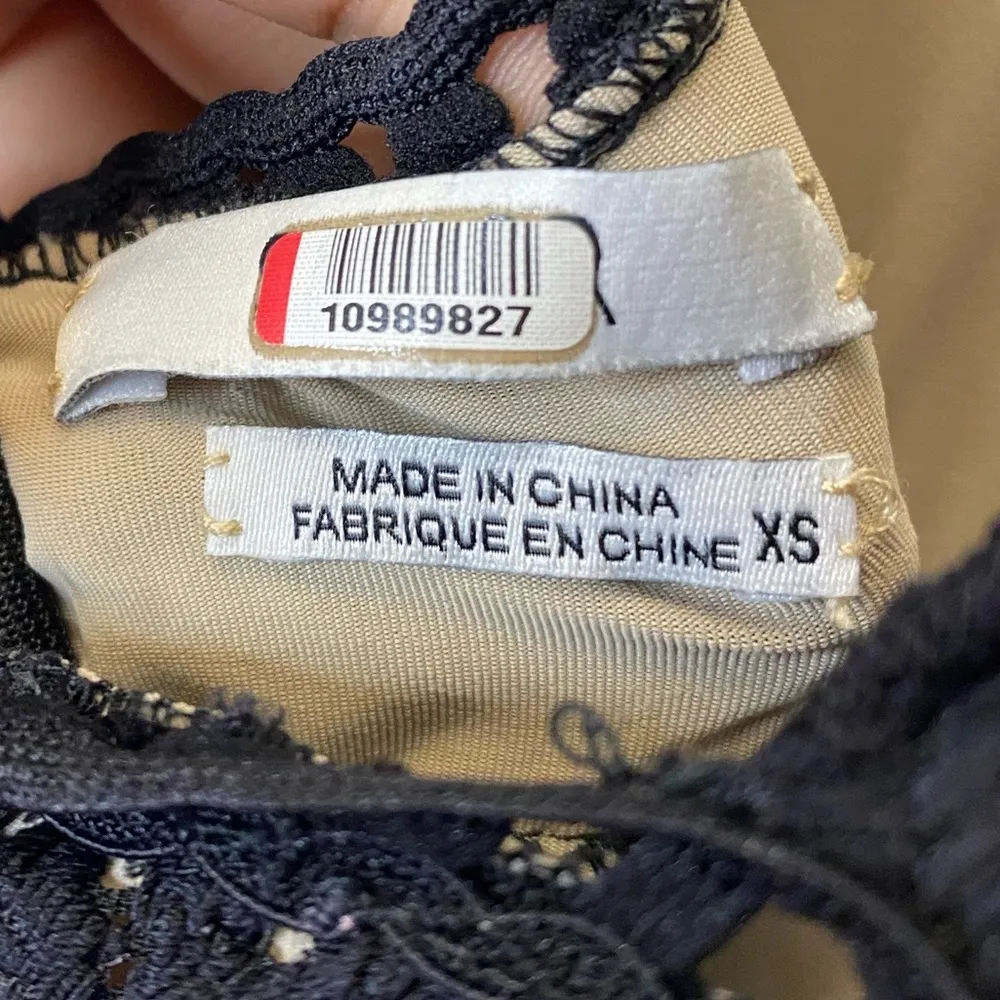 10989827
MADE IN CHINA
FABRIQUE EN CHINE XS